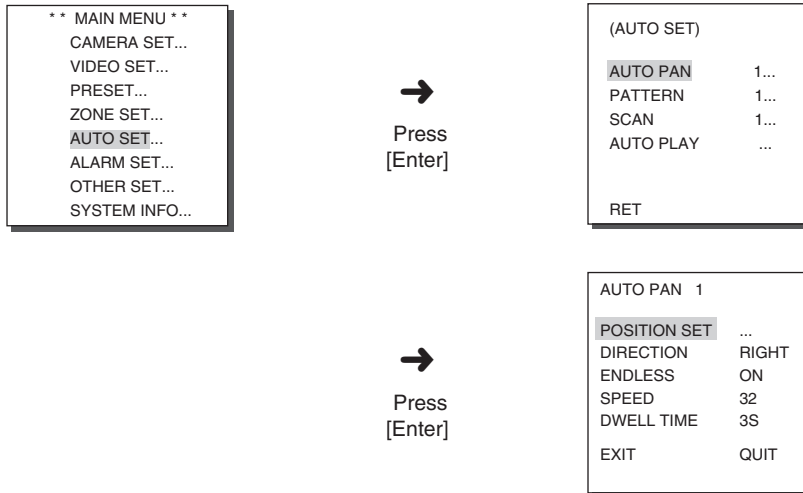 * * MAIN MENU * *
CAMERA SET...
VIDEO SET...
PRESET...
ZONE SET...
AUTO SET...
ALARM SET...
OTHER SET...
SYSTEM INFO...
➔
Press
[Enter]
(AUTO SET)
AUTO PAN 1...
PATTERN 1...
SCAN 1...
AUTO PLAY ...
RET
➔
Press
[Enter]
AUTO PAN 1
POSITION SET ...
DIRECTION RIGHT
ENDLESS ON
SPEED 32
DWELL TIME 3S
EXIT QUIT